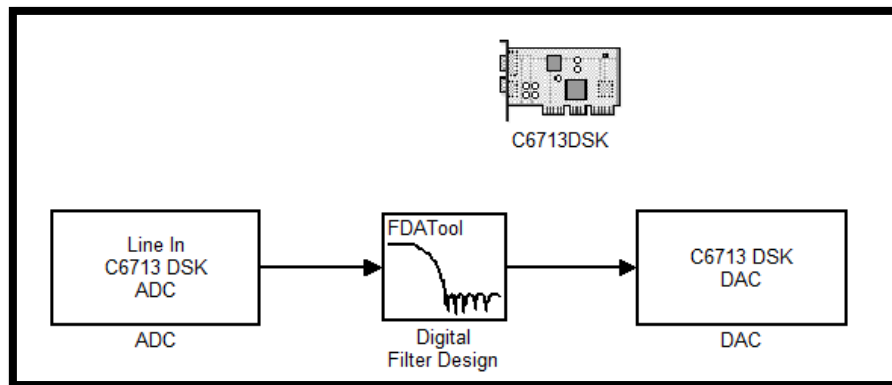 C6713DSK
Line In
C6713 DSK
ADC
ADC
FDATool
Digital
Filter Design
C6713 DSK
DAC
DAC